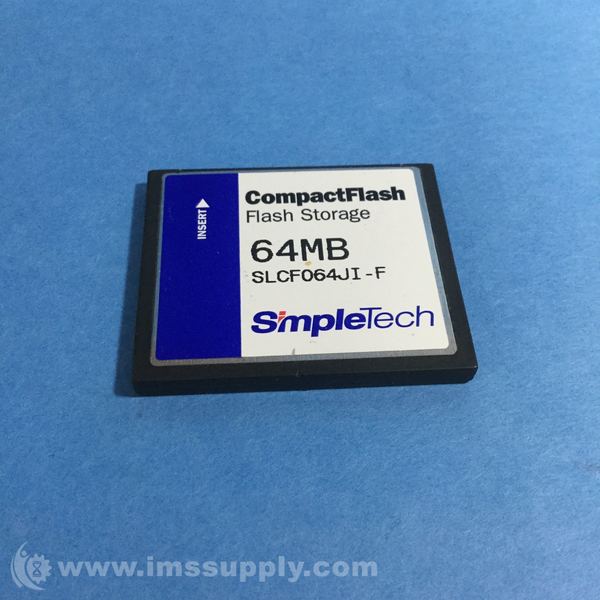 INSERT
CompactFlash
Flash Storage
64MB
SLCF064JI-F
SimpleTech
www.imssupply.com